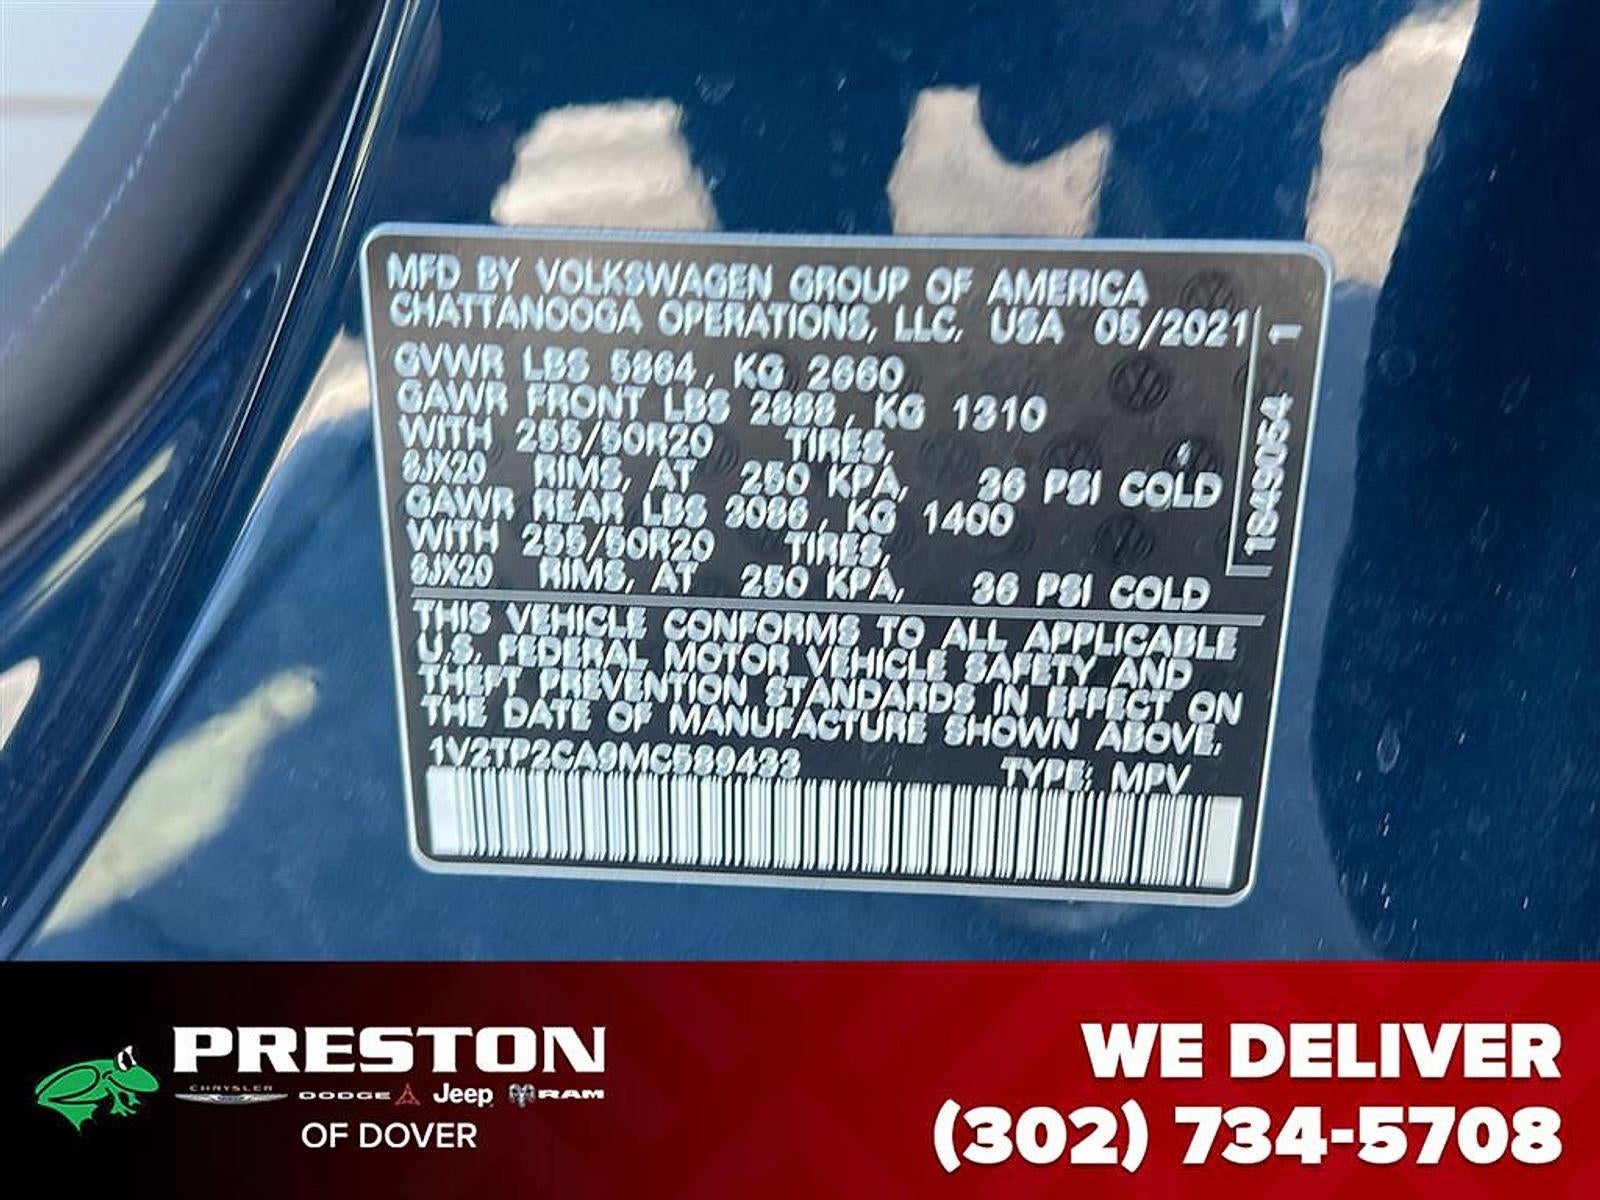 MFD BY VOLKSWAGEN GROUP OF AMERICA
CHATTANOOGA OPERATIONS, LLC. USA 05/2021
GVWR LBS 5864, KG 2660
GAWR FRONT LBS 2888, KG 1310
WITH 255/50R20 TIRES,
8JX20 RIMS, AT 250 KPA, 36 PSI COLD
GAWR REAR LBS 3086, KG 1400
WITH 255/50R20 TIRES,
8JX20 RIMS, AT 250 KPA, 36 PSI COLD
1S4J9054 1
THIS VEHICLE CONFORMS TO ALL APPLICABLE
U.S. FEDERAL MOTOR VEHICLE SAFETY AND
THEFT PREVENTION STANDARDS IN EFFECT ON
THE DATE OF MANUFACTURE SHOWN ABOVE.
1V2TP2CA9MC589433 TYPE: MPV
PRESTON
CHRYSLER DODGE Jeep RAM
OF DOVER
WE DELIVER
(302) 734-5708